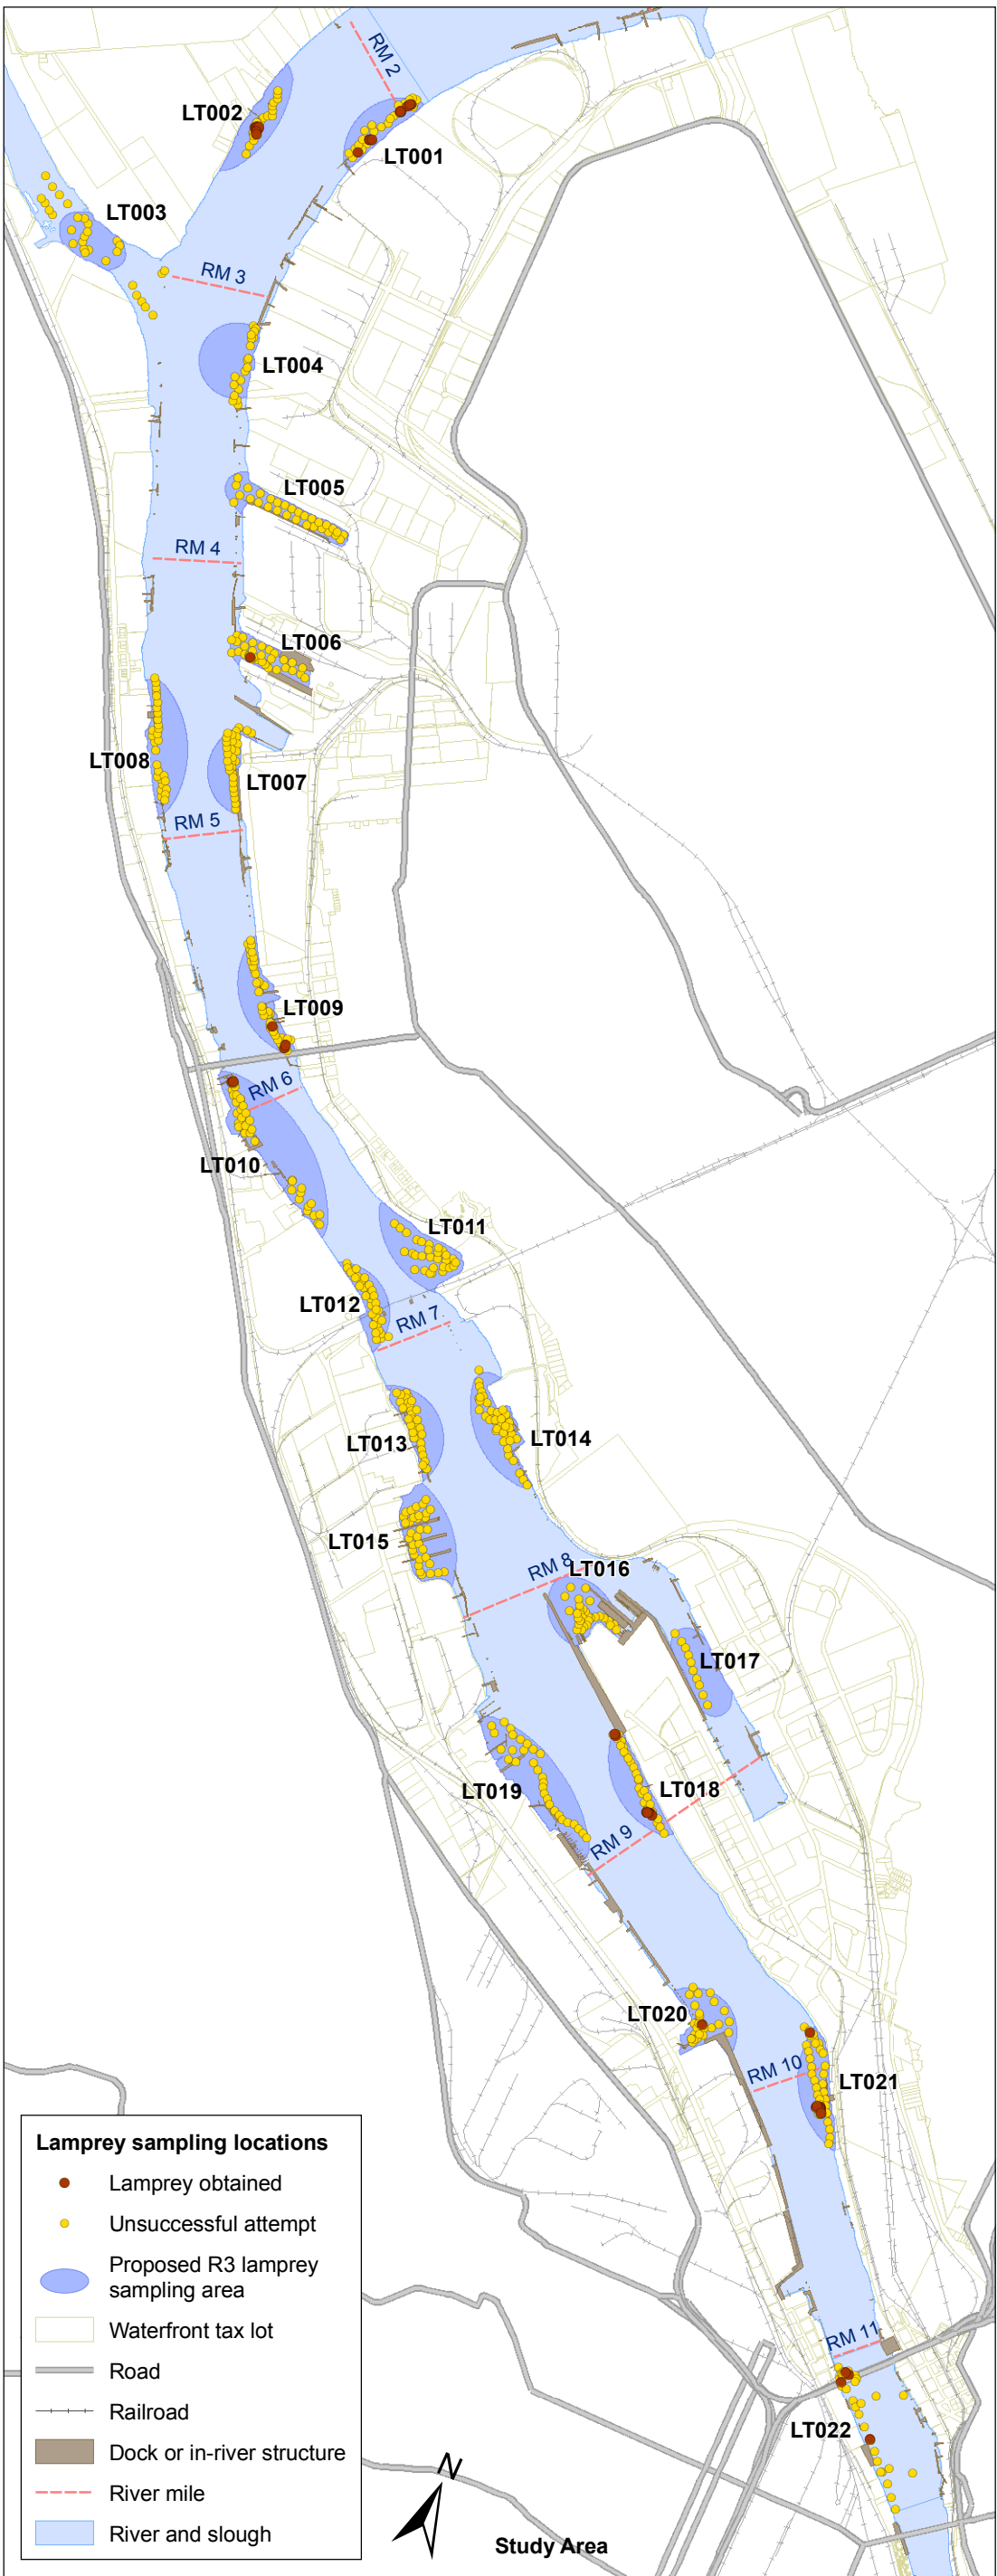 RM 2
LT002
LT001
LT003
RM 3
LT004
LT005
RM 4
LT006
LT008
LT007
RM 5
LT009
RM 6
LT010
LT011
LT012
RM 7
LT013
LT014
LT015
RM 8
LT016
LT017
LT019
LT018
RM 9
LT020
RM 10
LT021
RM 11
LT022
Lamprey sampling locations
Lamprey obtained
Unsuccessful attempt
Proposed R3 lamprey
sampling area
Waterfront tax lot
Road
Railroad
Dock or in-river structure
River mile
River and slough
N
Study Area